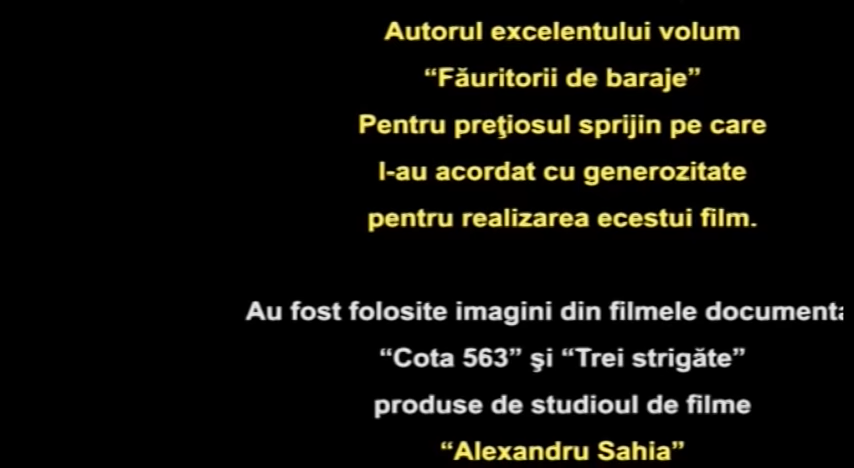 Autorul excelentului volum
“Făuritorii de baraje”
Pentru preţiosul sprijin pe care
l-au acordat cu generozitate
pentru realizarea ecestui film.
Au fost folosite imagini din filmele documenta
“Cota 563” şi “Trei strigăte”
produse de studioul de filme
“Alexandru Sahia”